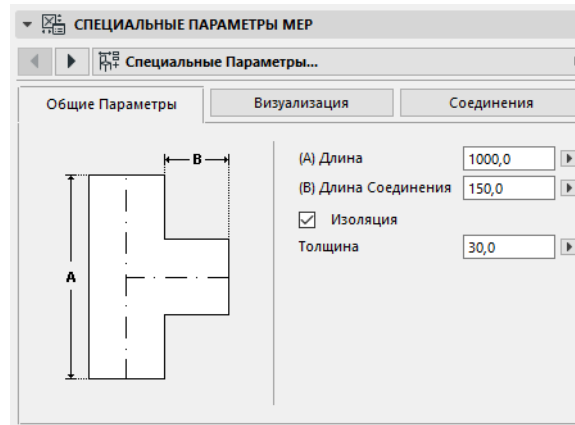 СПЕЦИАЛЬНЫЕ ПАРАМЕТРЫ МЕР
Специальные Параметры...
Общие Параметры Визуализация Соединения
B
A
(A) Длина 1000,0
(B) Длина Соединения 150,0
Изоляция
Толщина 30,0